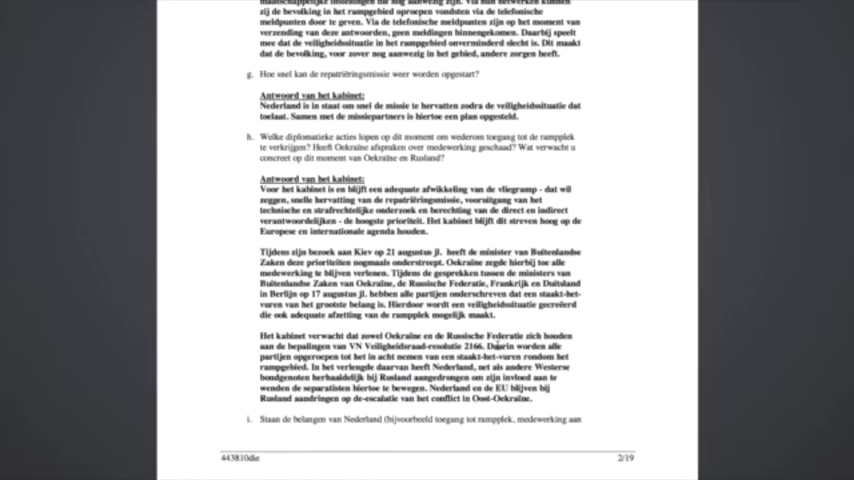 maatschappelijke instellingen die nog aanwezig zijn. Via hun netwerken kunnen
zij de bevolking in het gebied oproepen vondsten via de telefonische
meldpunten door te geven. Via de telefonische meldpunten zijn op het moment van
verzending van deze antwoorden, geen meldingen binnengekomen. Daarbij speelt
mee dat de veiligheidssituatie in het rampgebied onverminderd slecht is. Dit maakt
dat de bevolking, voor zover nog aanwezig in het gebied, andere zorgen heeft.
g. Hoe snel kan de repatriëringsmissie weer worden opgestart?
Antwoord van het kabinet:
Nederland is in staat om snel de missie te hervatten zodra de veiligheidssituatie dat
toelaat. Samen met de missiepartners is hiertoe een plan opgesteld.
h. Welke diplomatieke acties lopen op dit moment om wederom toegang tot de rampplek
te verkrijgen? Heeft Oekraïne afspraken over medewerking geschaad? Wat verwacht u
concreet op dit moment van Oekraïne en Rusland?
Antwoord van het kabinet:
Voor het kabinet is en blijft een adequate afwikkeling van de vliegramp - dat wil
zeggen, snelle hervatting van de repatriëringsmissie, vooruitgang van het
technische en strafrechtelijke onderzoek en berechting van de direct en indirect
verantwoordelijken - de hoogste prioriteit. Het kabinet blijft dit streven hoog op de
Europese en internationale agenda houden.
Tijdens zijn bezoek aan Kiev op 21 augustus jl. heeft de minister van Buitenlandse
Zaken deze prioriteiten nogmaals onderstreept. Oekraïne zegde hierbij toe alle
medewerking te blijven verlenen. Tijdens de gesprekken tussen de ministers van
Buitenlandse Zaken van Oekraïne, de Russische Federatie, Frankrijk en Duitsland
in Berlijn op 17 augustus jl. hebben alle partijen onderschreven dat een staakt-het-
vuren van het grootste belang is. Hierdoor wordt een veiligheidssituatie gecreëerd
die ook adequate afzetting van de rampplek mogelijk maakt.
Het kabinet verwacht dat zowel Oekraïne en de Russische Federatie zich houden
aan de bepalingen van VN Veiligheidsraad-resolutie 2166. Daarin worden alle
partijen opgeroepen tot het in acht nemen van een staakt-het-vuren rondom het
rampgebied. In het verlengde daarvan heeft Nederland, net als andere Westerse
bondgenoten herhaaldelijk bij Rusland aangedrongen om zijn invloed aan te
wenden de separatisten hiertoe te bewegen. Nederland en de EU blijven bij
Rusland aandringen op de-escalatie van het conflict in Oost-Oekraïne.
i. Staan de belangen van Nederland (bijvoorbeeld toegang tot rampplek, medewerking aan
443810die 2/19